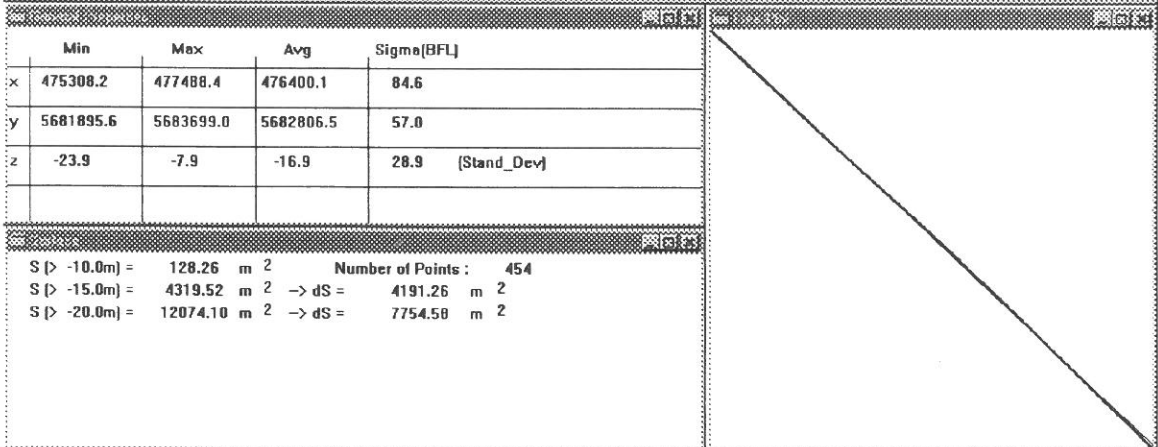 Min Max Avg Sigma(BFL)
x 475308.2 477488.4 476400.1 84.6
y 5681895.6 5683699.0 5682806.5 57.0
z -23.9 -7.9 -16.9 28.9 (Stand_Dev)
S (> -10.0m) = 128.26 m 2 Number of Points : 454
S (> -15.0m) = 4319.52 m 2 -> dS = 4191.26 m 2
S (> -20.0m) = 12074.10 m 2 -> dS = 7754.58 m 2